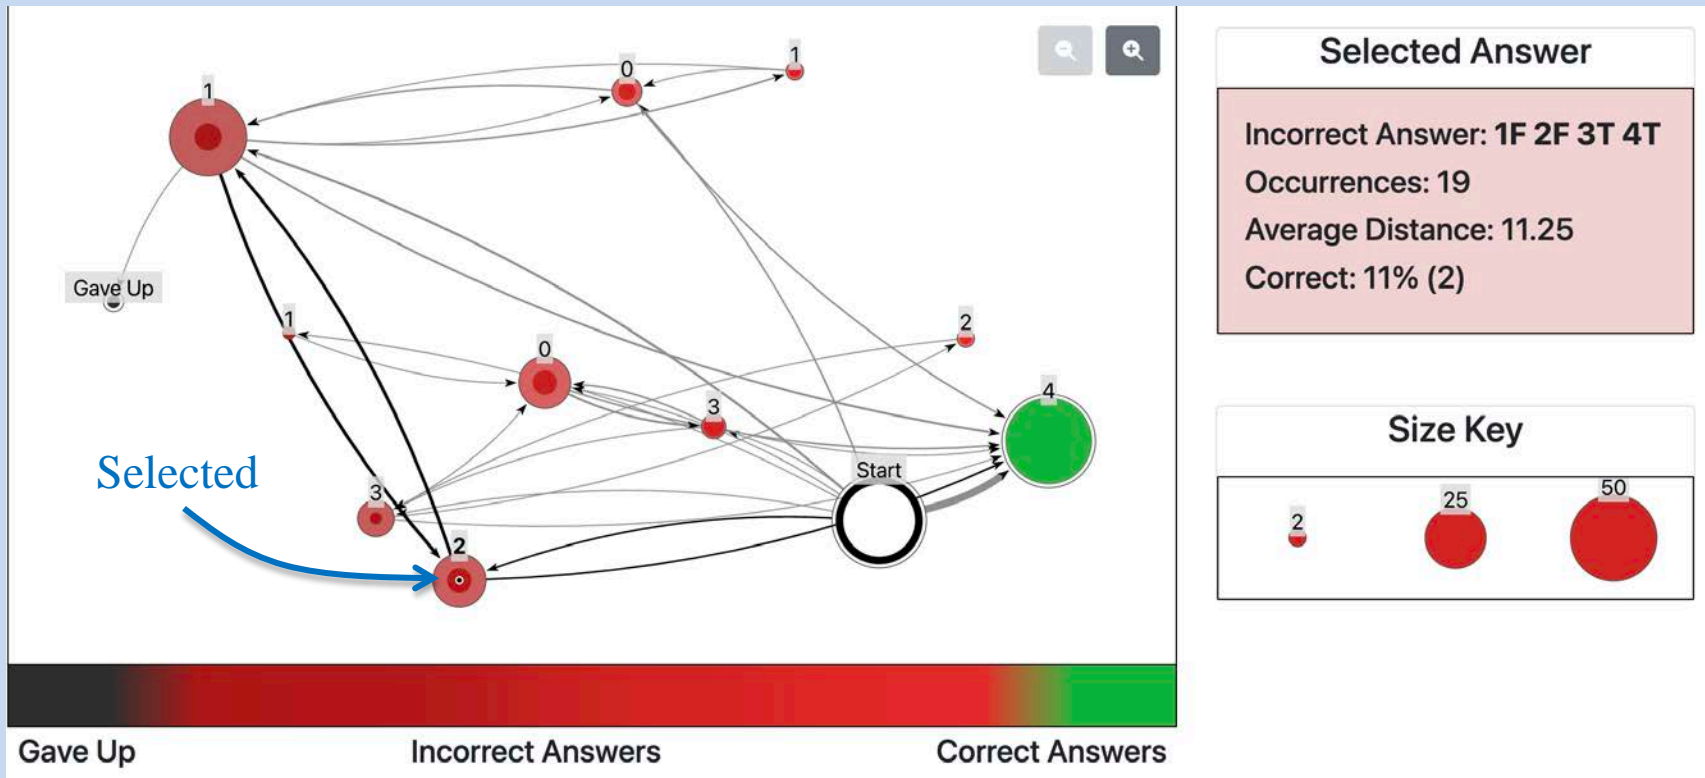 1
0
1
Gave Up
1
0
2
3
4
3
Start
2
Selected
Gave Up
Incorrect Answers
Correct Answers
Selected Answer
Incorrect Answer: 1F 2F 3T 4T
Occurrences: 19
Average Distance: 11.25
Correct: 11% (2)
Size Key
2
25
50